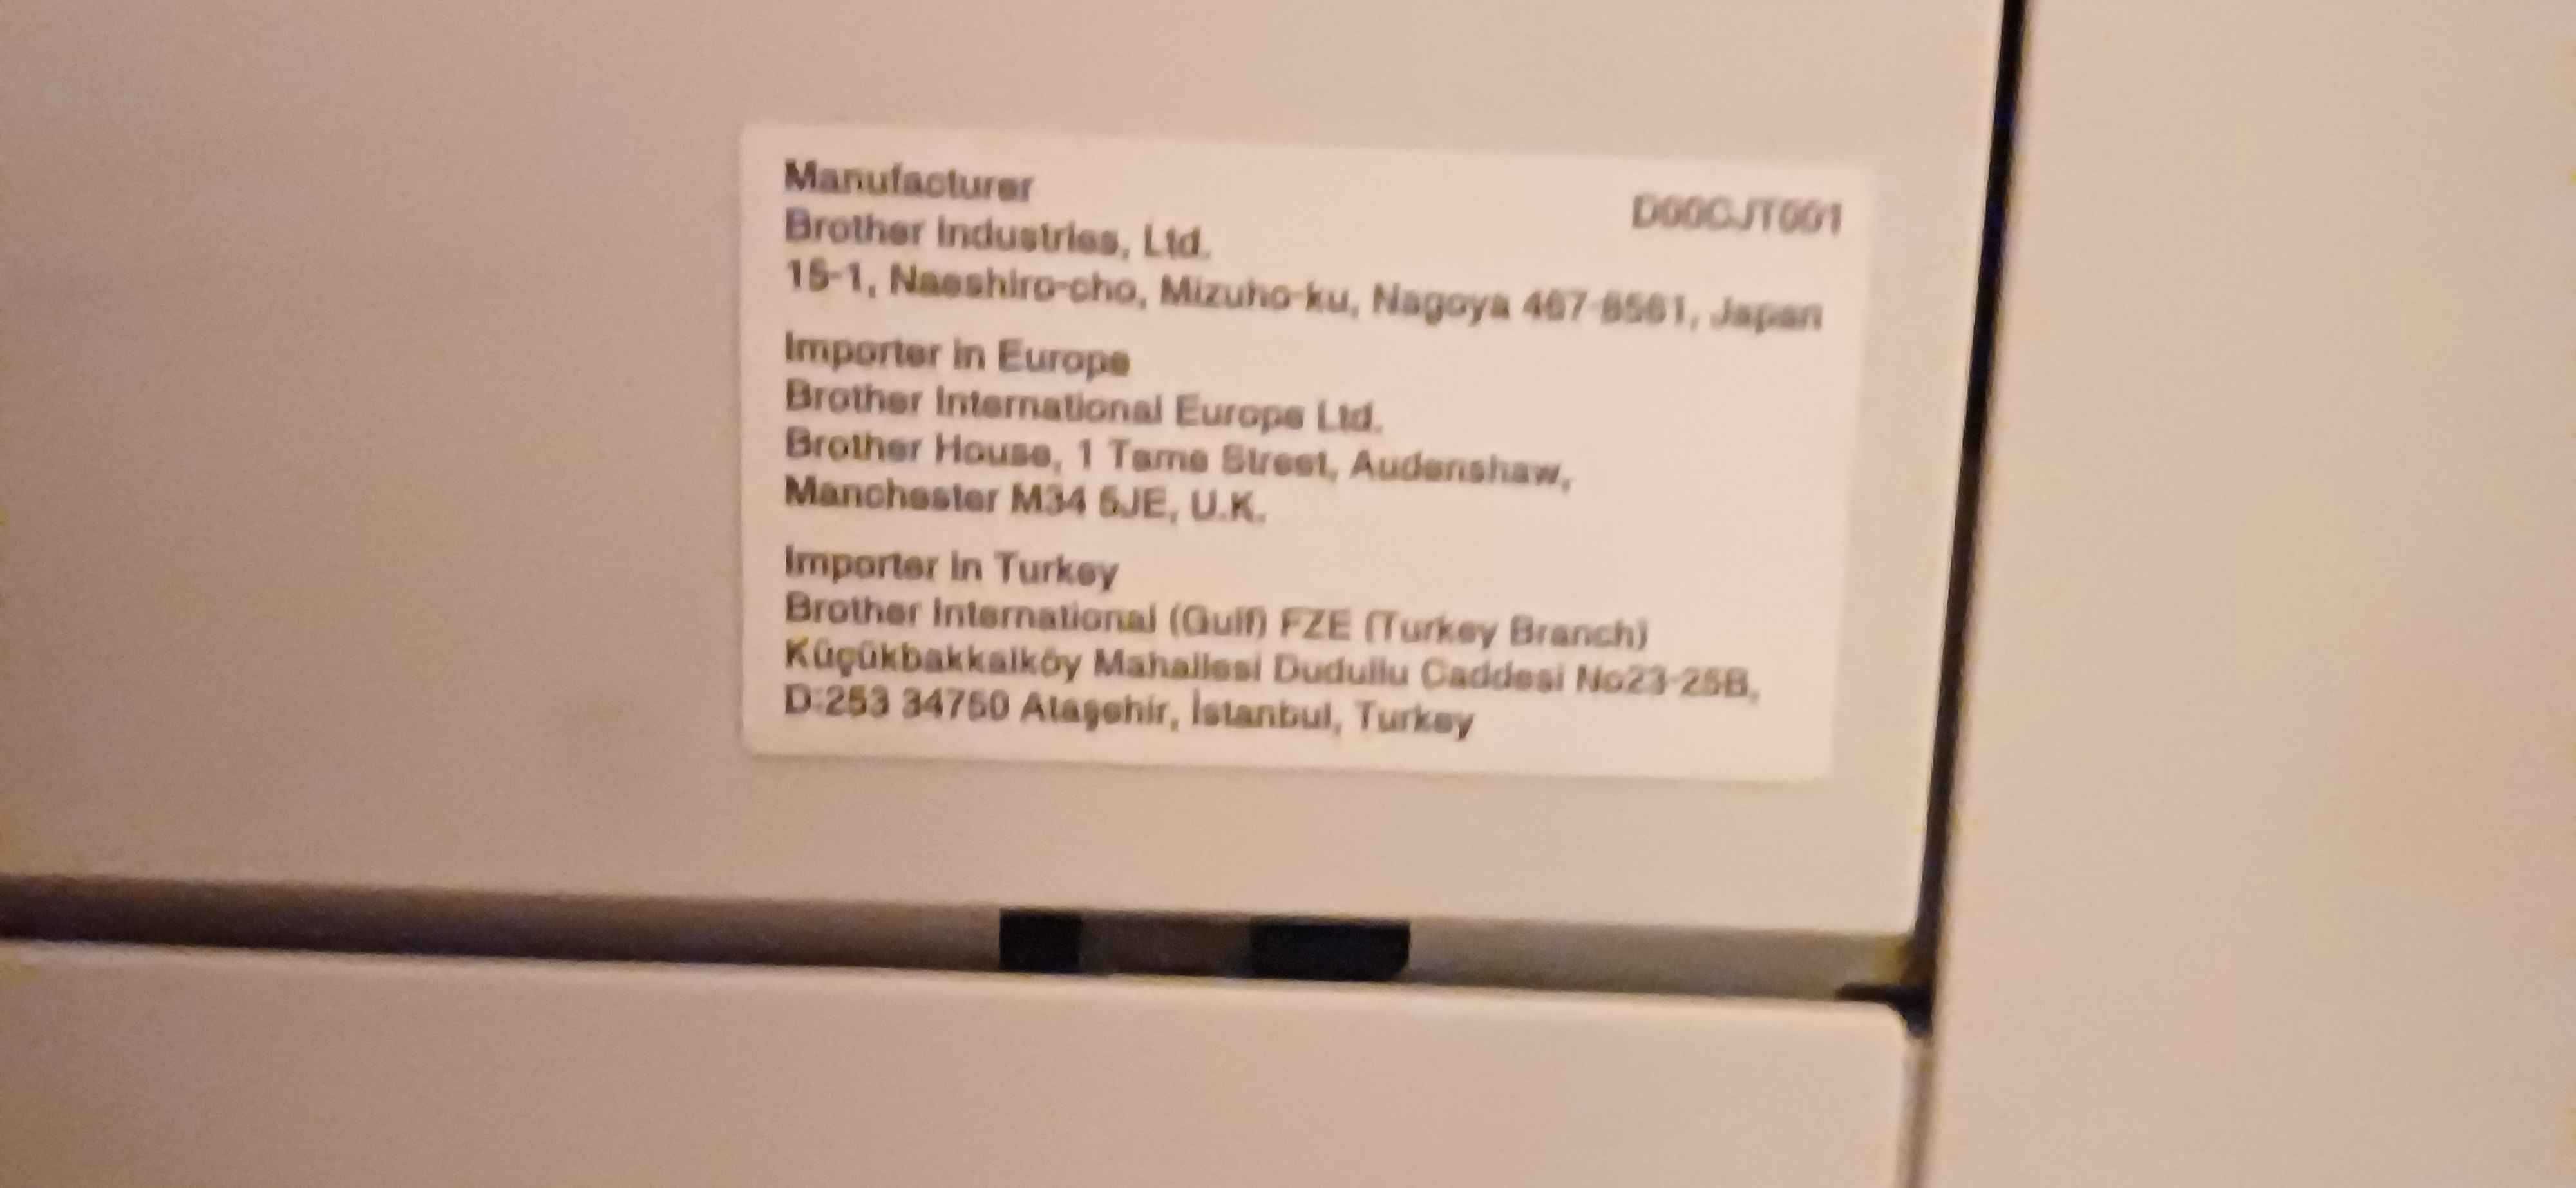 Manufacturer
D00CJT001
Brother Industries, Ltd.
15-1, Naeshiro-cho, Mizuho-ku, Nagoya 467-8561, Japan
Importer in Europe
Brother International Europe Ltd.
Brother House, 1 Tame Street, Audenshaw,
Manchester M34 5JE, U.K.
Importer in Turkey
Brother International (Gulf) FZE (Turkey Branch)
Küçükbakkalköy Mahallesi Dudullu Caddesi No23-25B,
D:253 34750 Ataşehir, İstanbul, Turkey